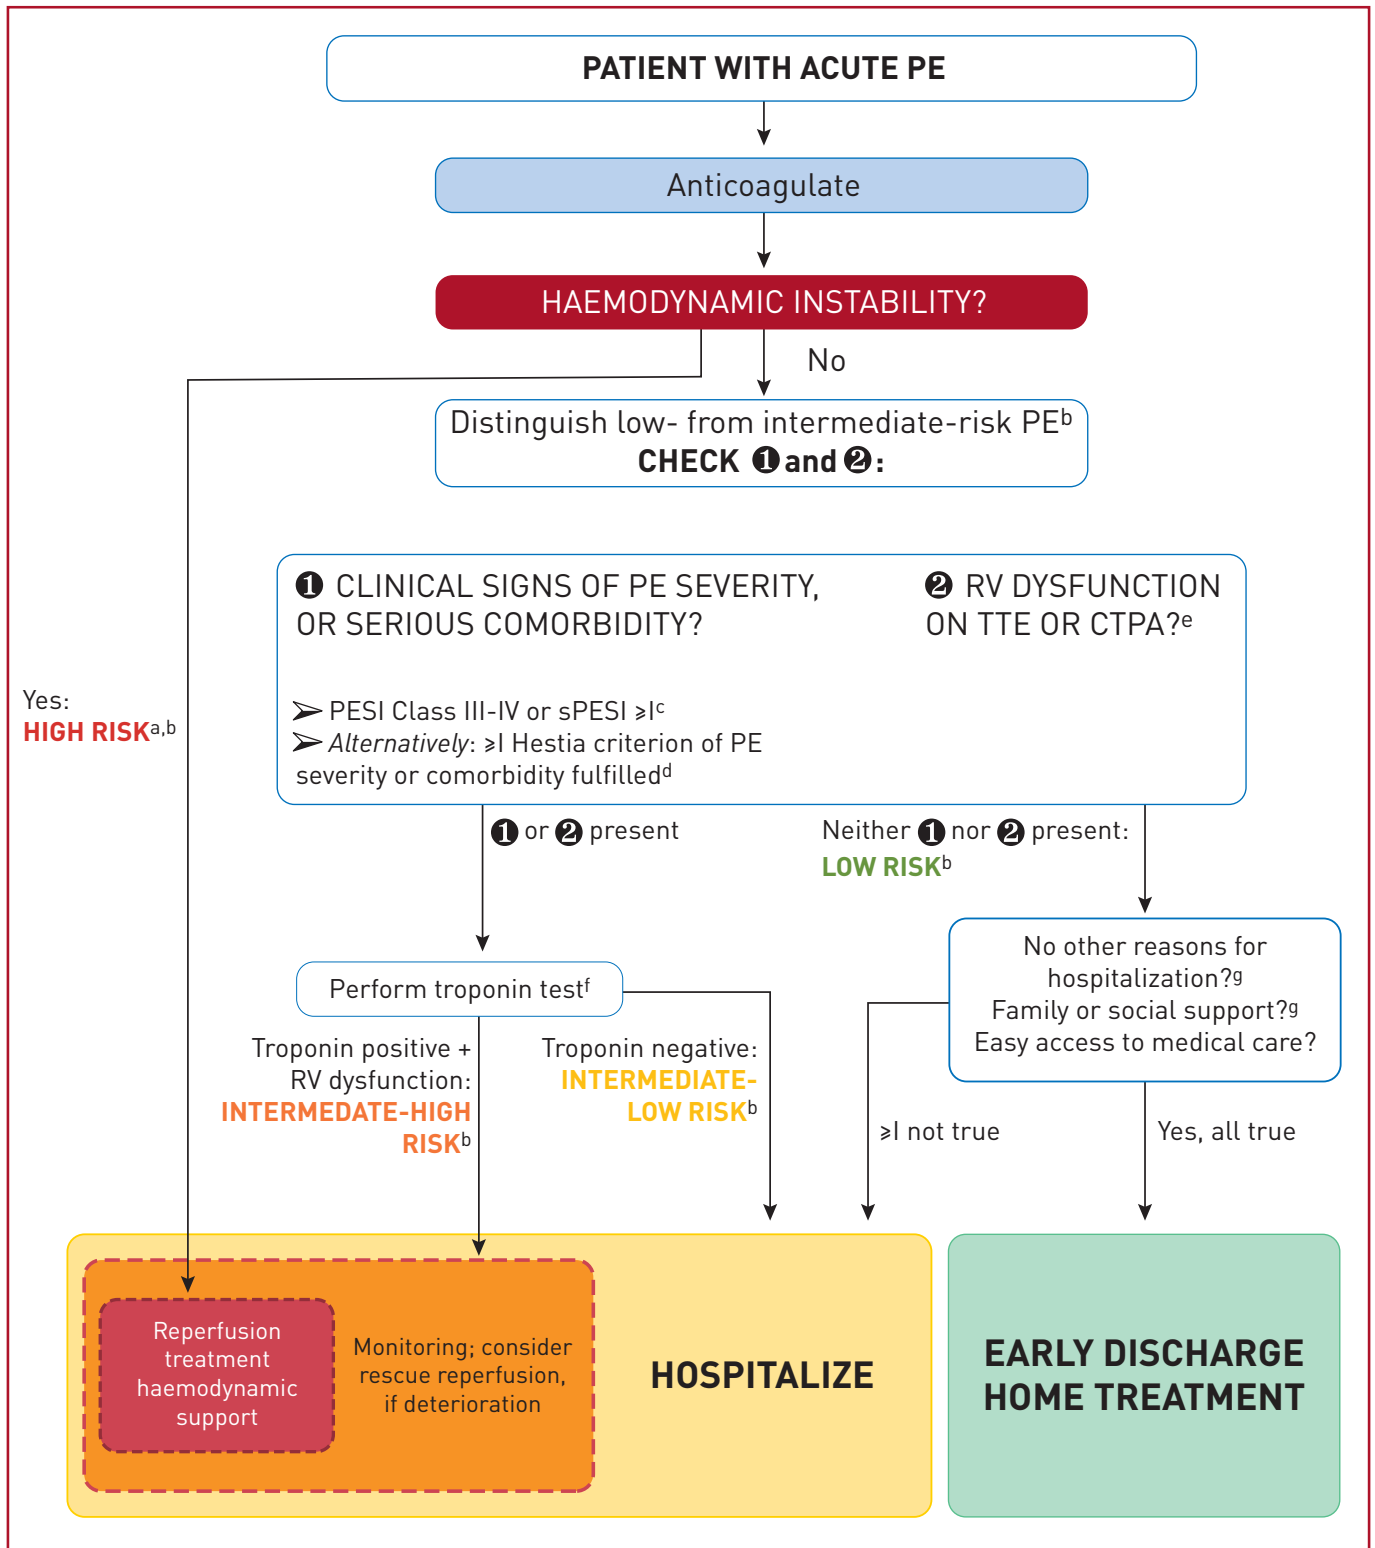 PATIENT WITH ACUTE PE
Anticoagulate
HAEMODYNAMIC INSTABILITY?
No
Distinguish low- from intermediate-risk PEᵇ
CHECK ❶ and ❷:
❶ CLINICAL SIGNS OF PE SEVERITY,
OR SERIOUS COMORBIDITY?
❷ RV DYSFUNCTION
ON TTE OR CTPA?ᵉ
➢ PESI Class III-IV or sPESI ⩾Iᶜ
➢ Alternatively: ⩾I Hestia criterion of PE
severity or comorbidity fulfilledᵈ
Yes:
HIGH RISKᵃ,ᵇ
❶ or ❷ present
Neither ❶ nor ❷ present:
LOW RISKᵇ
Perform troponin testᶠ
No other reasons for
hospitalization?ᵍ
Family or social support?ᵍ
Easy access to medical care?
Troponin positive +
RV dysfunction:
INTERMEDATE-HIGH
RISKᵇ
Troponin negative:
INTERMEDIATE-
LOW RISKᵇ
⩾I not true
Yes, all true
Reperfusion
treatment
haemodynamic
support
Monitoring; consider
rescue reperfusion,
if deterioration
HOSPITALIZE
EARLY DISCHARGE
HOME TREATMENT